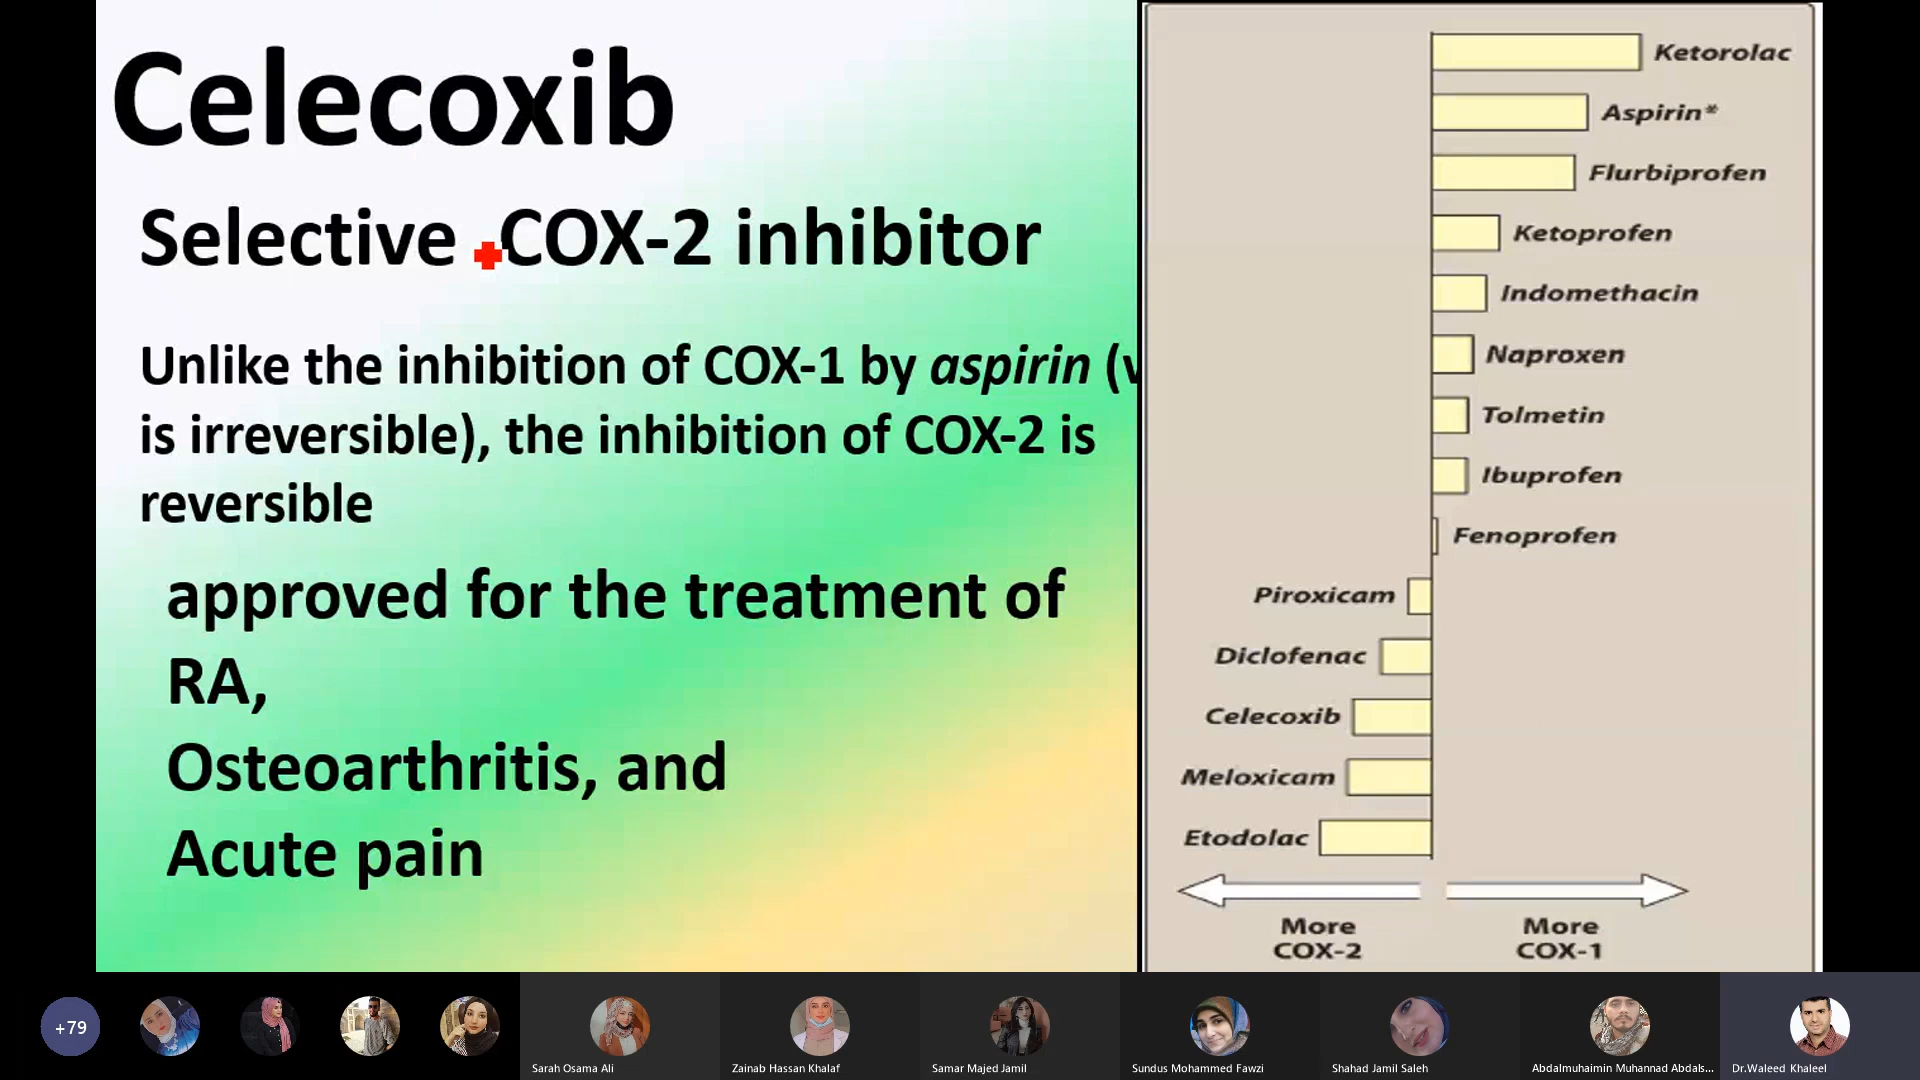 Celecoxib
Selective COX-2 inhibitor
Unlike the inhibition of COX-1 by aspirin (
is irreversible), the inhibition of COX-2 is
reversible
approved for the treatment of
RA,
Osteoarthritis, and
Acute pain
Ketorolac
Aspirin*
Flurbiprofen
Ketoprofen
Indomethacin
Naproxen
Tolmetin
Ibuprofen
Fenoprofen
Piroxicam
Diclofenac
Celecoxib
Meloxicam
Etodolac
More
COX-2
More
COX-1
+79
Sarah Osama Ali
Zainab Hassan Khalaf
Samar Majed Jamil
Sundus Mohammed Fawzi
Shahad Jamil Saleh
Abdalmuhaimin Muhannad Abdals...
Dr.Waleed Khaleel